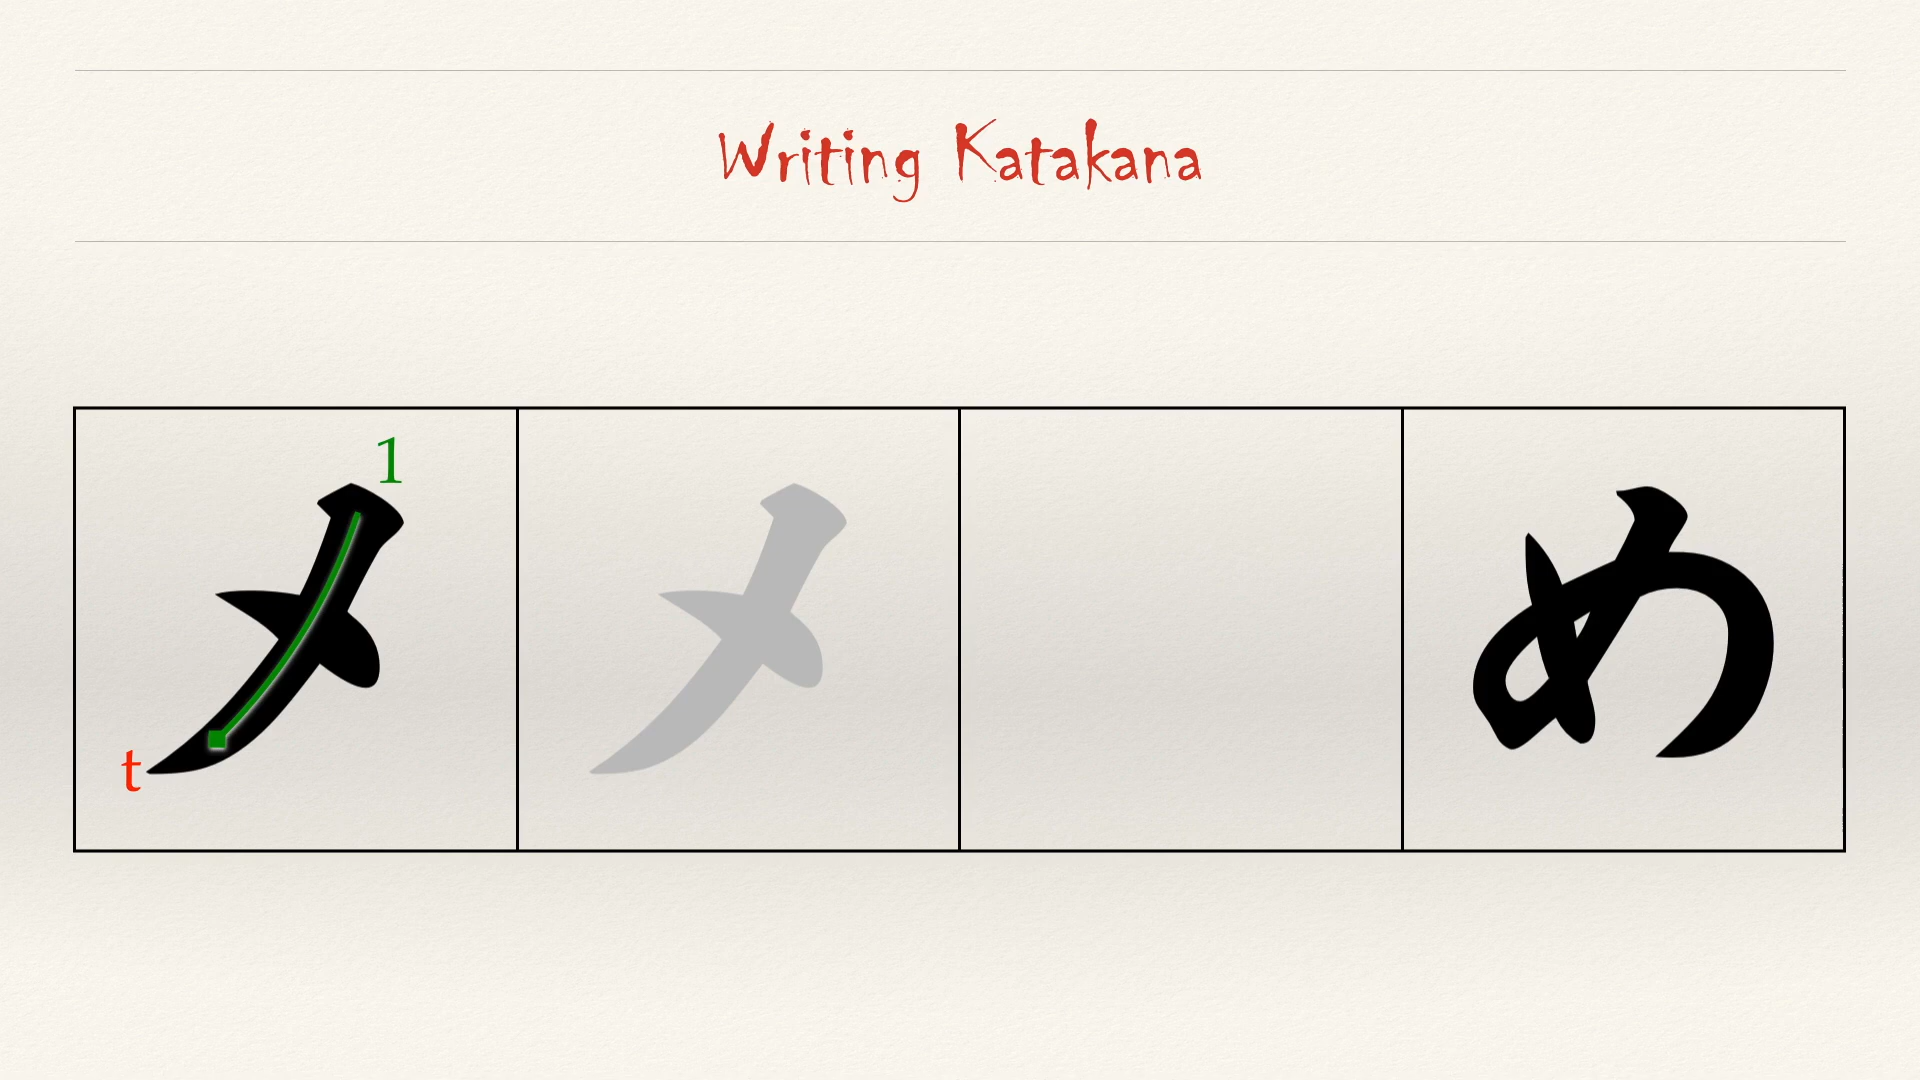 Writing Katakana
1
メ メ め
t